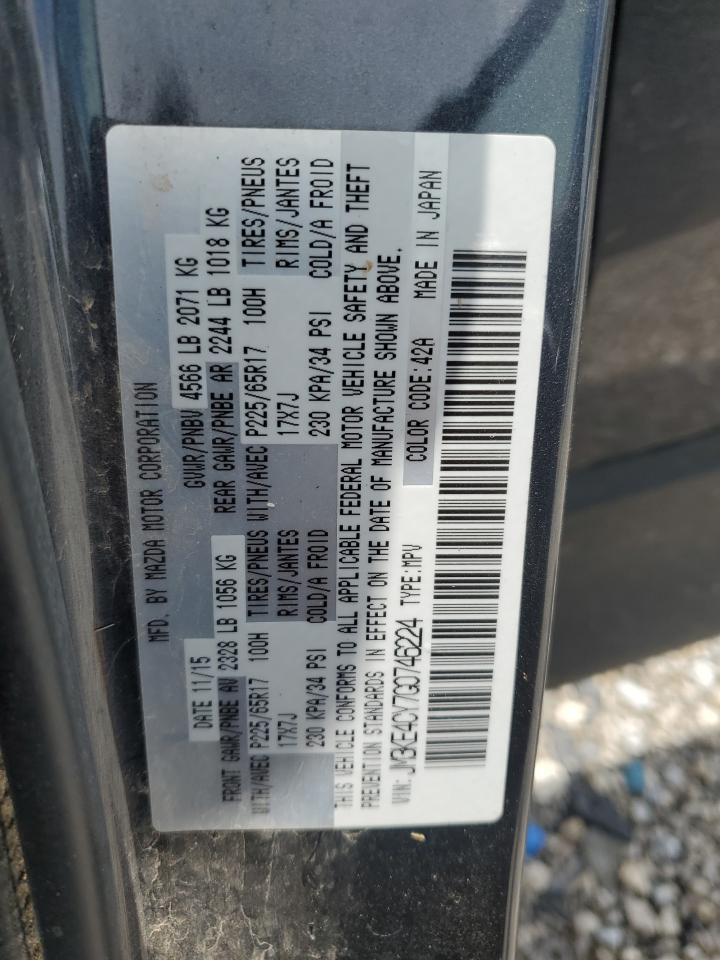 MFD. BY MAZDA MOTOR CORPORATION
DATE 11/15 GVWR/PNBV 4566 LB 2071 KG
FRONT GAWR/PNBE AV 2328 LB 1056 KG REAR GAWR/PNBE AR 2244 LB 1018 KG
WITH/AVEC P225/65R17 100H TIRES/PNEUS WITH/AVEC P225/65R17 100H TIRES/PNEUS
17X7J RIMS/JANTES 17X7J RIMS/JANTES
230 KPA/34 PSI COLD/A FROID 230 KPA/34 PSI COLD/A FROID
THIS VEHICLE CONFORMS TO ALL APPLICABLE FEDERAL MOTOR VEHICLE SAFETY AND THEFT
PREVENTION STANDARDS IN EFFECT ON THE DATE OF MANUFACTURE SHOWN ABOVE.
VIN:JM3KE4CY7G0746224 TYPE:MPV COLOR CODE:42A MADE IN JAPAN